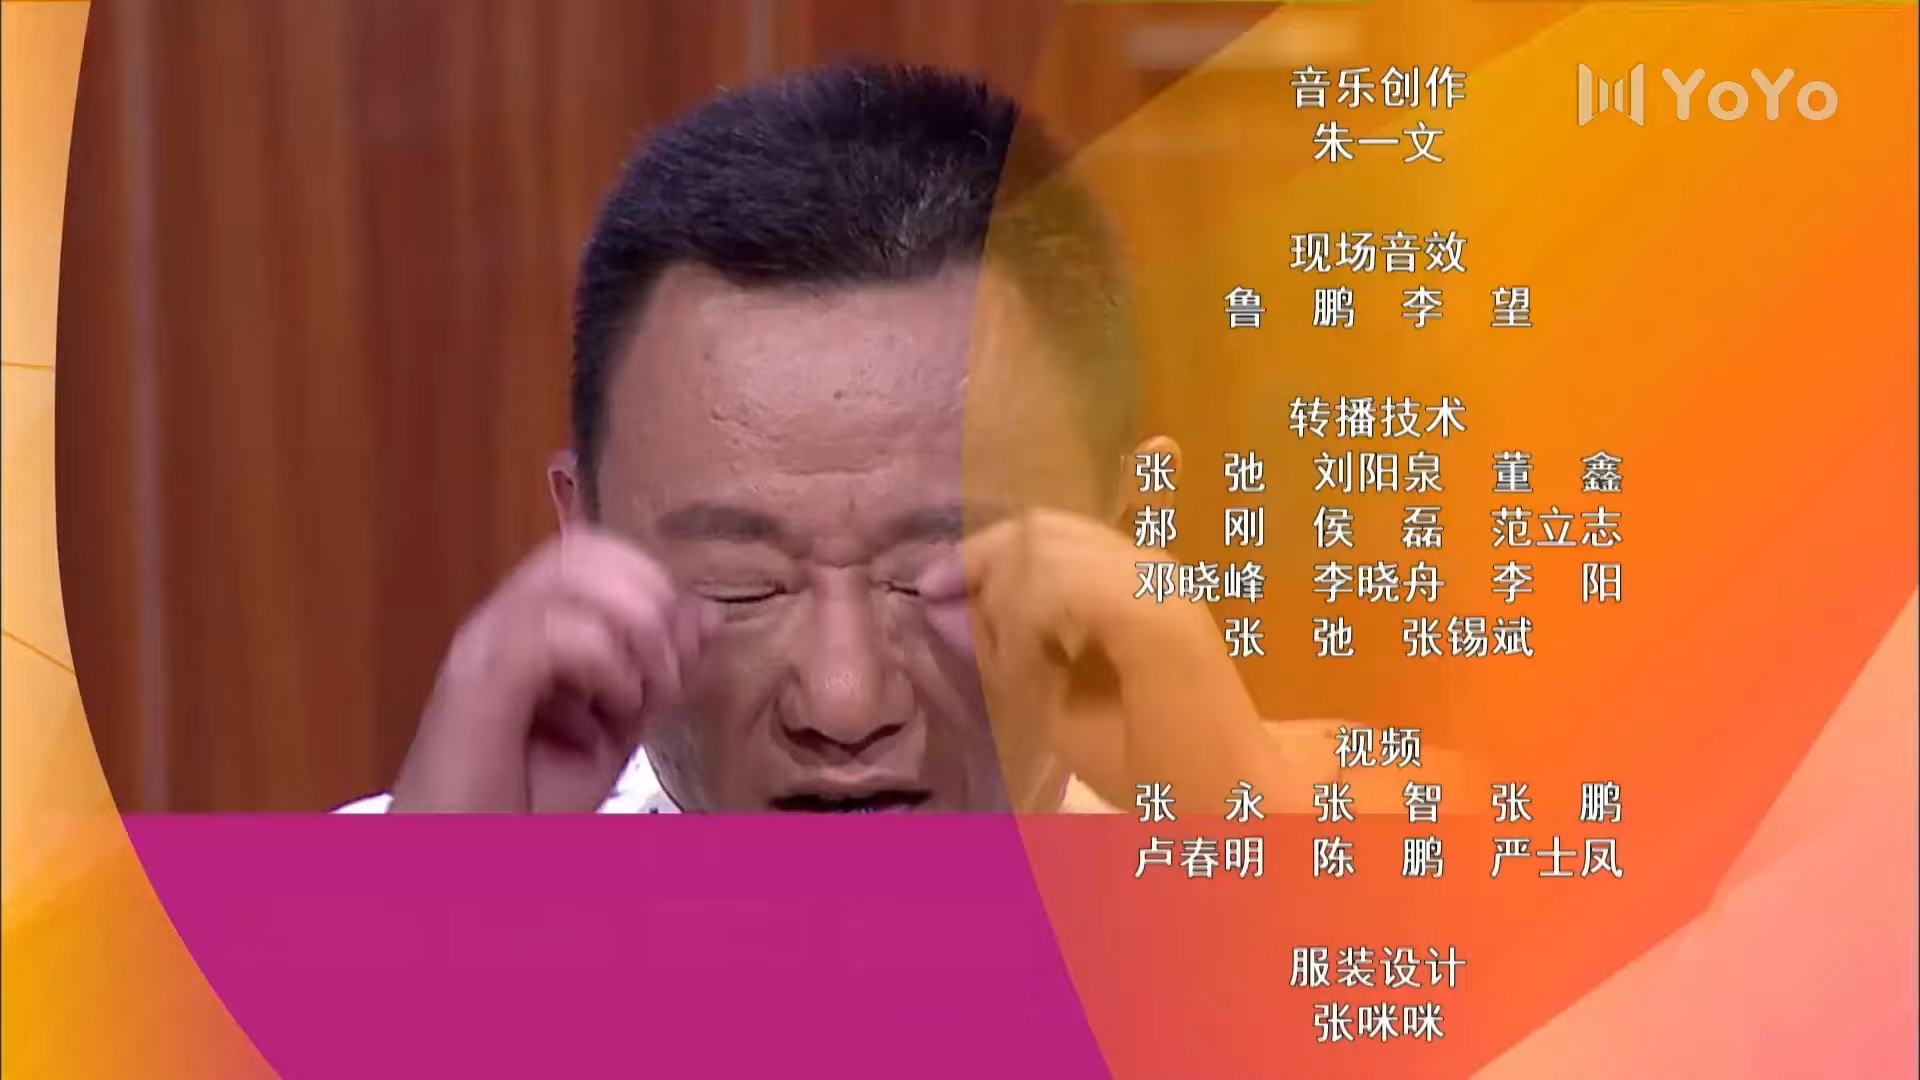 音乐创作
YOYO
朱一文
现场音效
鲁 鹏 李 望
转播技术
张 弛 刘阳泉 董 鑫
郝 刚 侯 磊 范立志
邓晓峰 李晓舟 李 阳
张 弛 张锡斌
视频
张 永 张 智 张 鹏
卢春明 陈 鹏 严士凤
服装设计
张咪咪